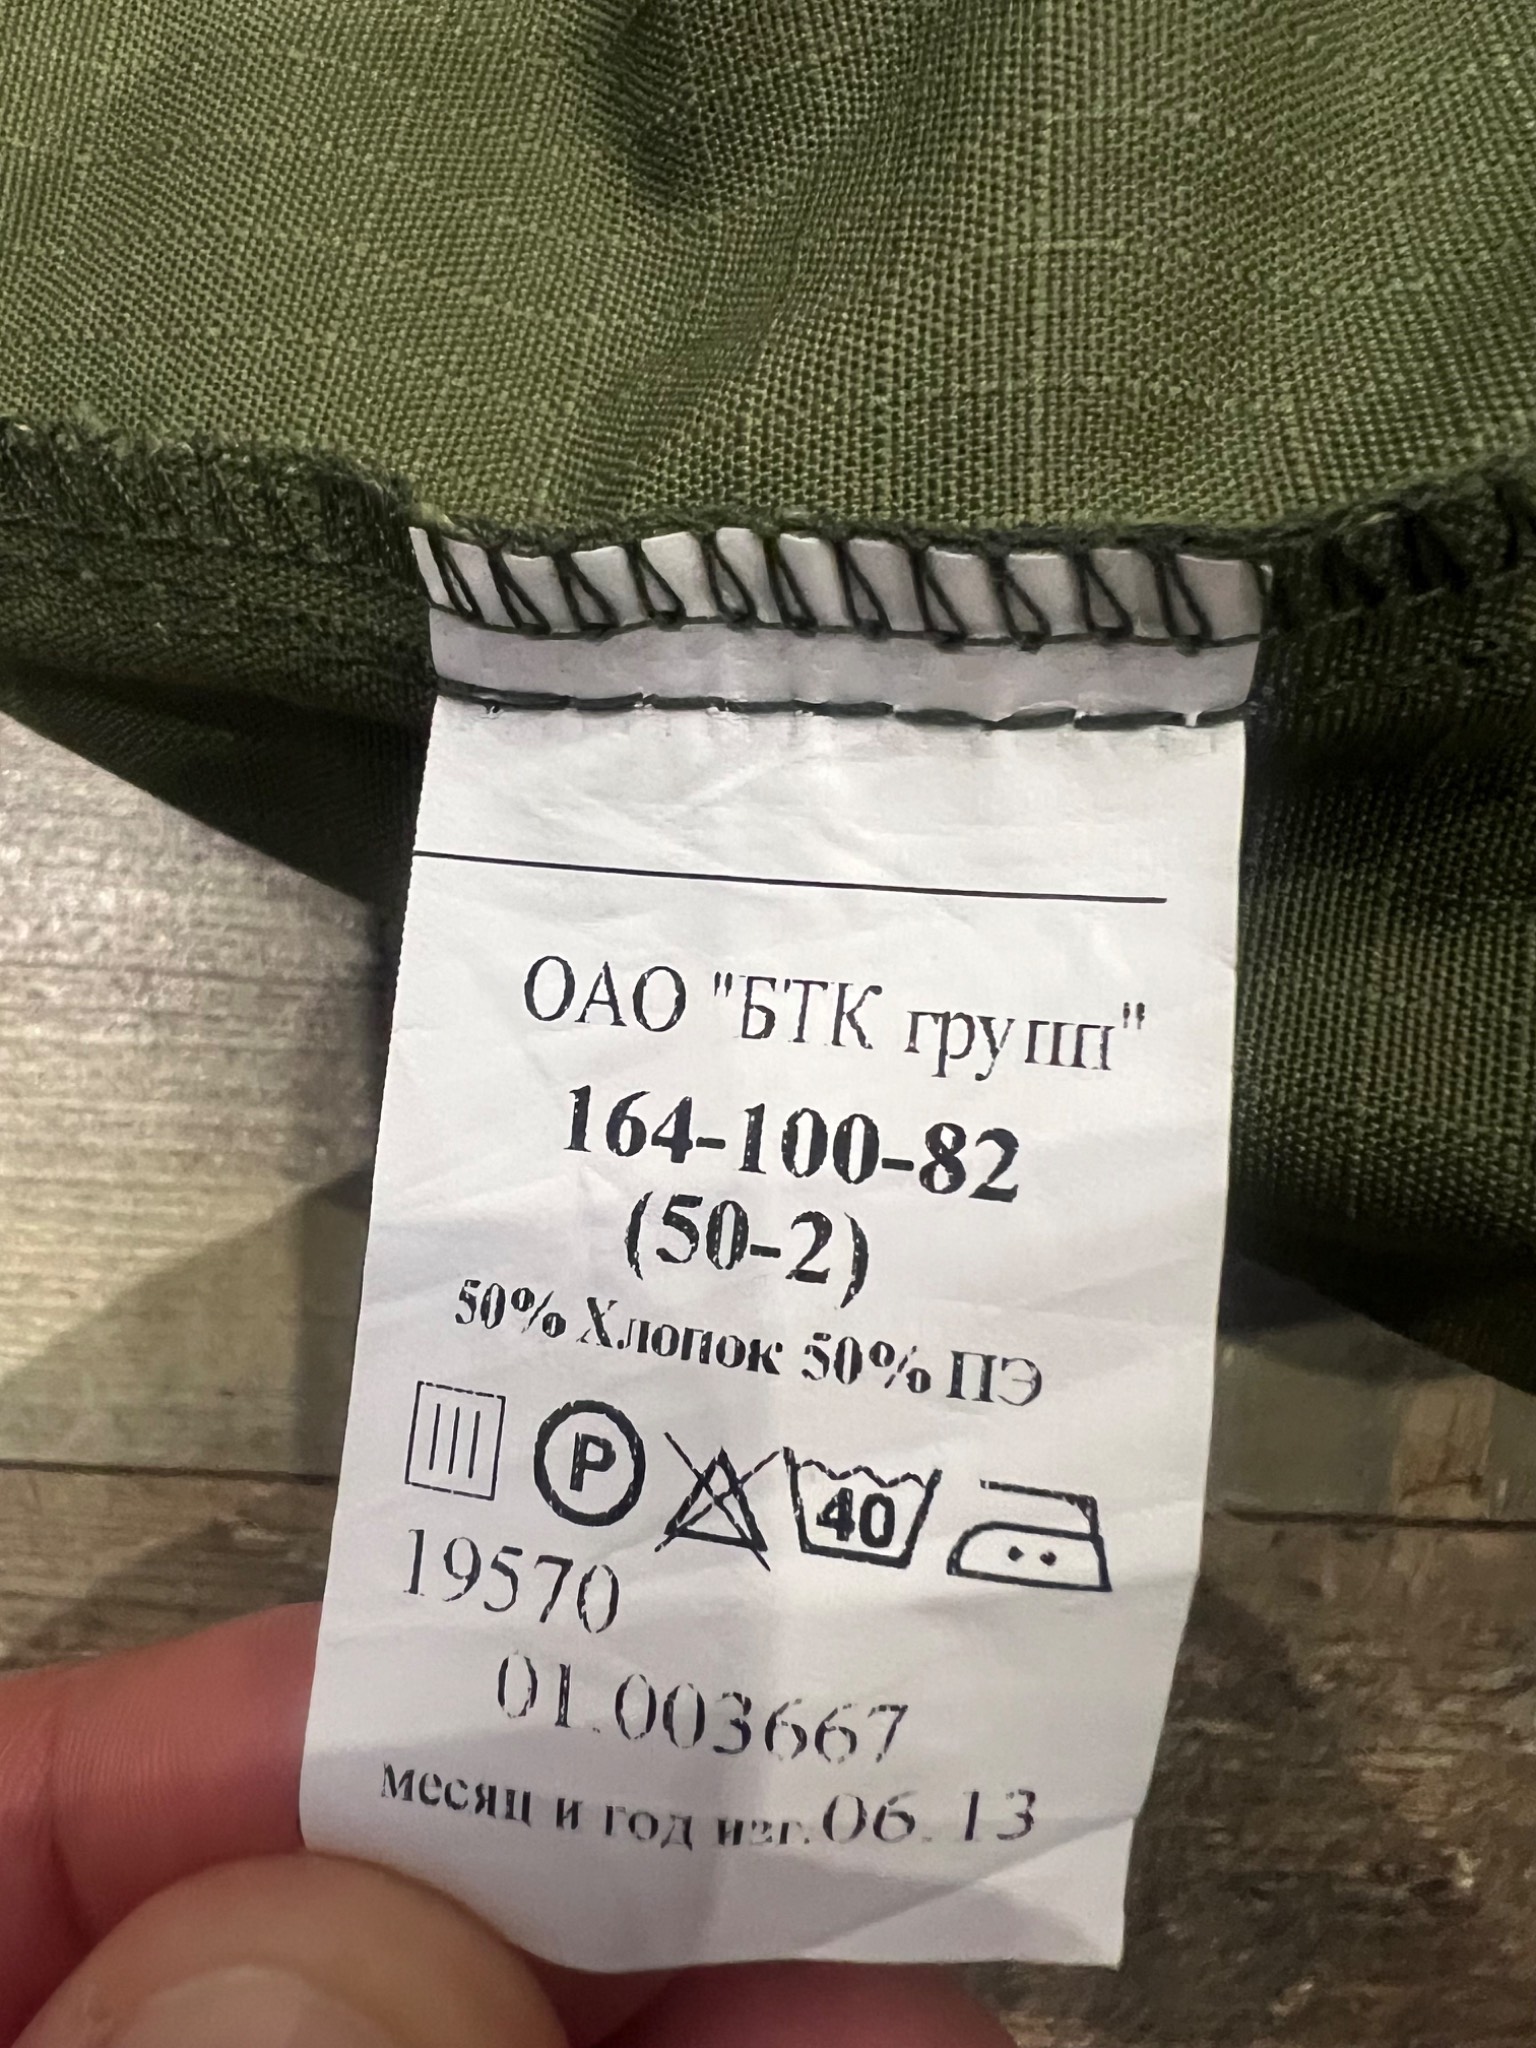 ОАО "БТК групп"
164-100-82
(50-2)
50% Хлопок 50% ПЭ
P 40
19570
01.003667
месяц и год изг. 06.13